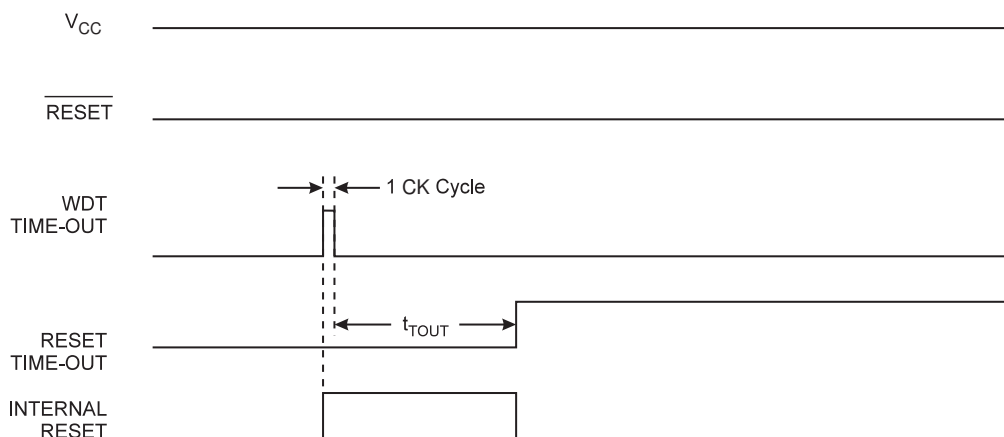 VCC
RESET
1 CK Cycle
WDT
TIME-OUT
tTOUT
RESET
TIME-OUT
INTERNAL
RESET